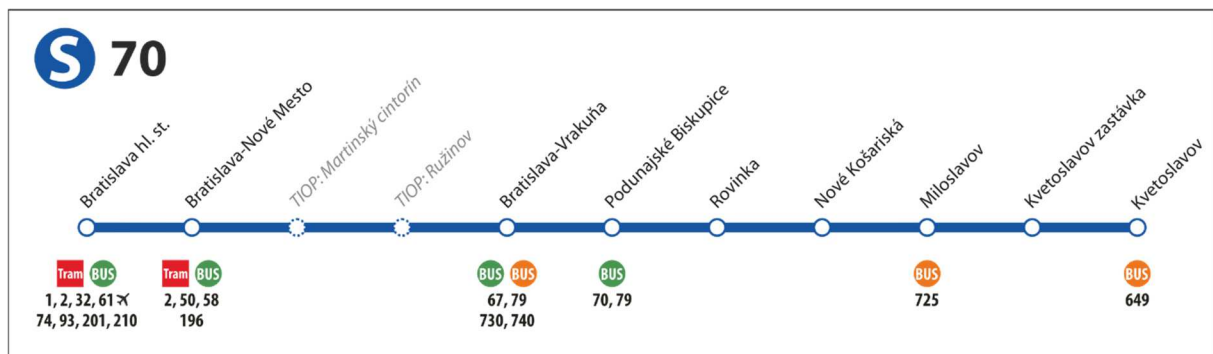 S 70
Bratislava hl. st.
Bratislava-Nové Mesto
TIOP: Martinský cintorín
TIOP: Ružinov
Bratislava-Vrakuňa
Podunajské Biskupice
Rovinka
Nové Košariská
Miloslavov
Kvetoslavov zastávka
Kvetoslavov
Tram BUS
1, 2, 32, 61
74, 93, 201, 210
Tram BUS
2, 50, 58
196
BUS BUS
67, 79
730, 740
BUS
70, 79
BUS
725
BUS
649